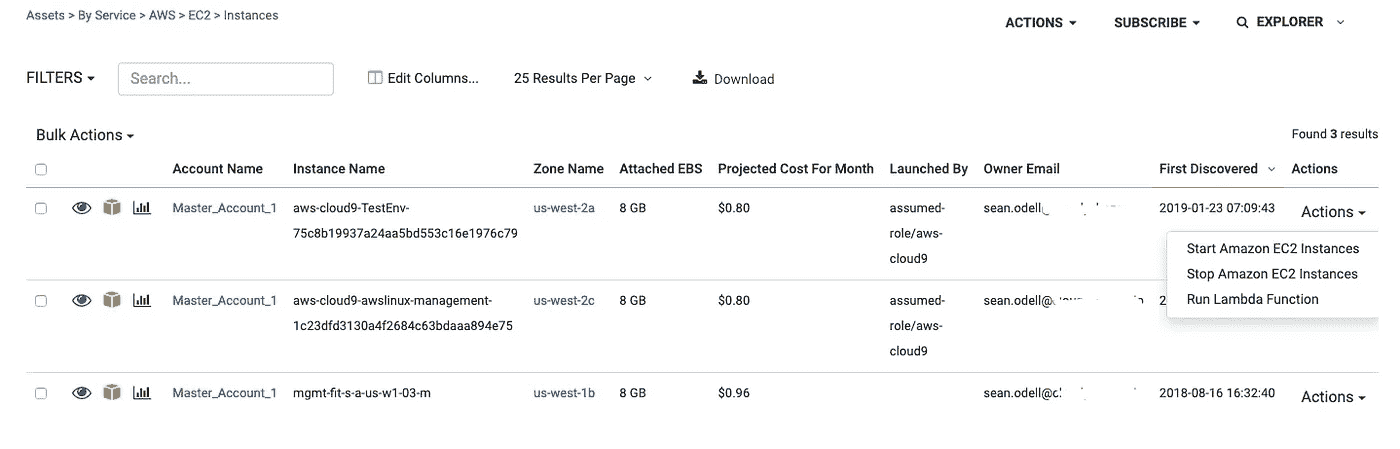 Assets > By Service > AWS > EC2 > Instances
ACTIONS SUBSCRIBE EXPLORER
FILTERS Search... Edit Columns... 25 Results Per Page Download
Bulk Actions
Found 3 results
Account Name Instance Name Zone Name Attached EBS Projected Cost For Month Launched By Owner Email First Discovered Actions
Master_Account_1 aws-cloud9-TestEnv- us-west-2a 8 GB $0.80 assumed- sean.odell 2019-01-23 07:09:43 Actions
75c8b19937a24aa5bd553c16e1976c79 role/aws-
cloud9
Start Amazon EC2 Instances
Stop Amazon EC2 Instances
Run Lambda Function
Master_Account_1 aws-cloud9-awslinux-management- us-west-2c 8 GB $0.80 assumed- sean.odell@
1c23dfd3130a4f2684c63bdaaa894e75 role/aws-
cloud9
Master_Account_1 mgmt-fit-s-a-us-w1-03-m us-west-1b 8 GB $0.96 sean.odell@ 2018-08-16 16:32:40 Actions